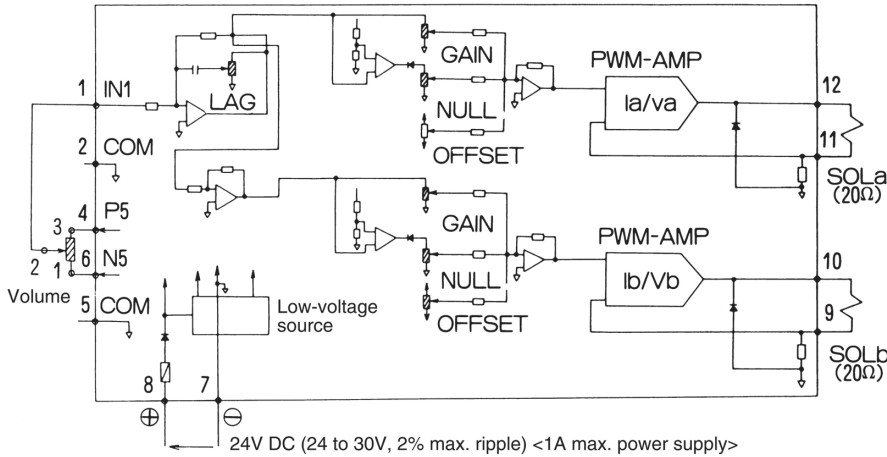 GAIN
PWM-AMP
12
1 IN1
LAG
Ia/va
NULL
11
2 COM
OFFSET
SOLa
(20Ω)
4 P5
3
GAIN
PWM-AMP
2
6 N5
1
10
Volume
NULL
Ib/Vb
5 COM
Low-voltage
source
OFFSET
9
SOLb
(20Ω)
8 7
⊕ ⊖
24V DC (24 to 30V, 2% max. ripple) <1A max. power supply>